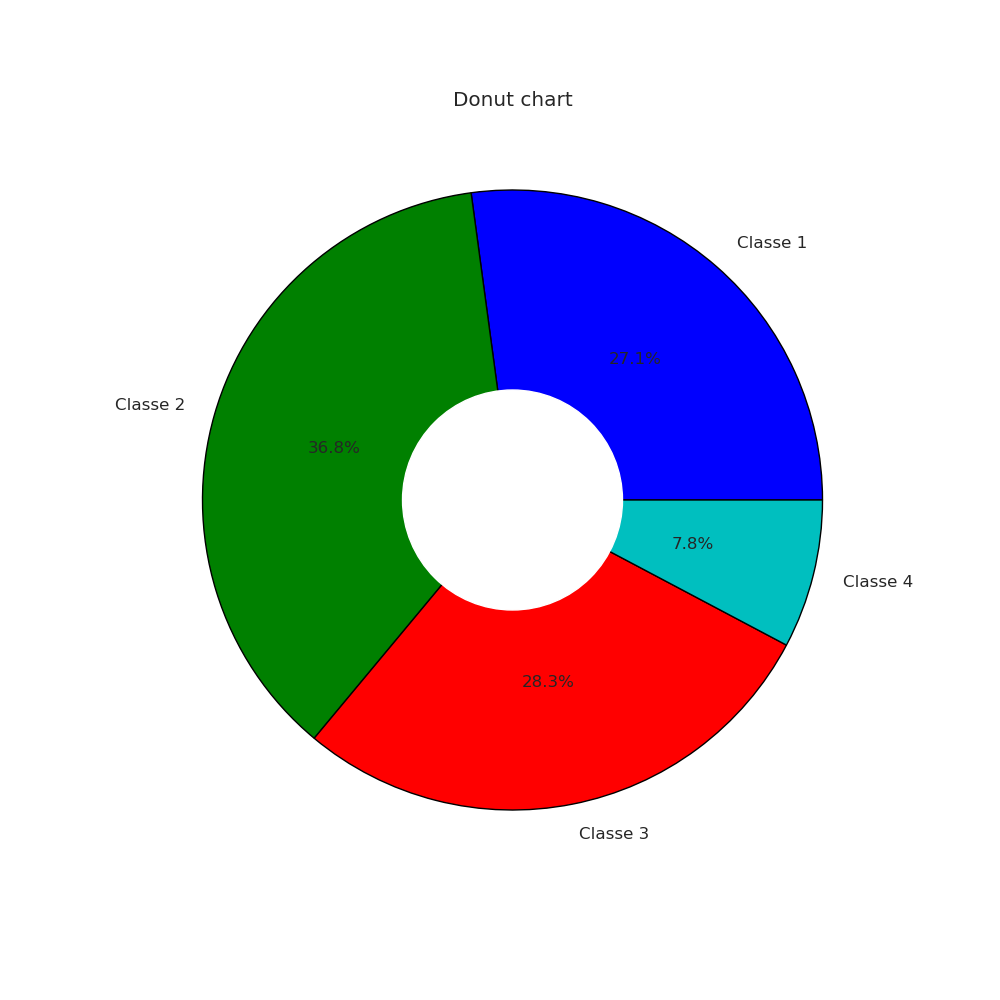 Donut chart
Classe 1
27.1%
Classe 2
36.8%
7.8%
Classe 4
28.3%
Classe 3